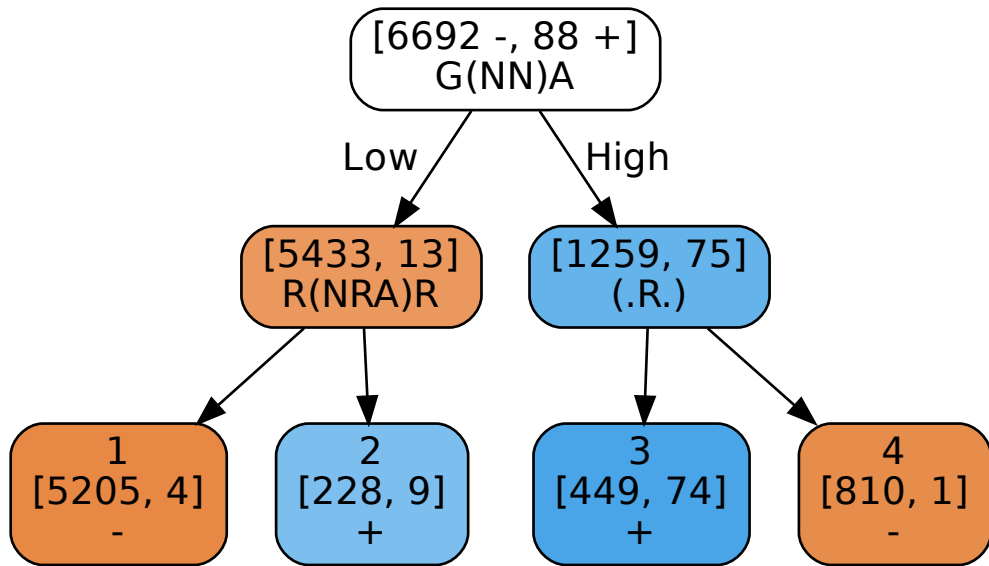 [6692 -, 88 +]
G(NN)A
Low
High
[5433, 13]
R(NRA)R
[1259, 75]
(.R.)
1
[5205, 4]
-
2
[228, 9]
+
3
[449, 74]
+
4
[810, 1]
-